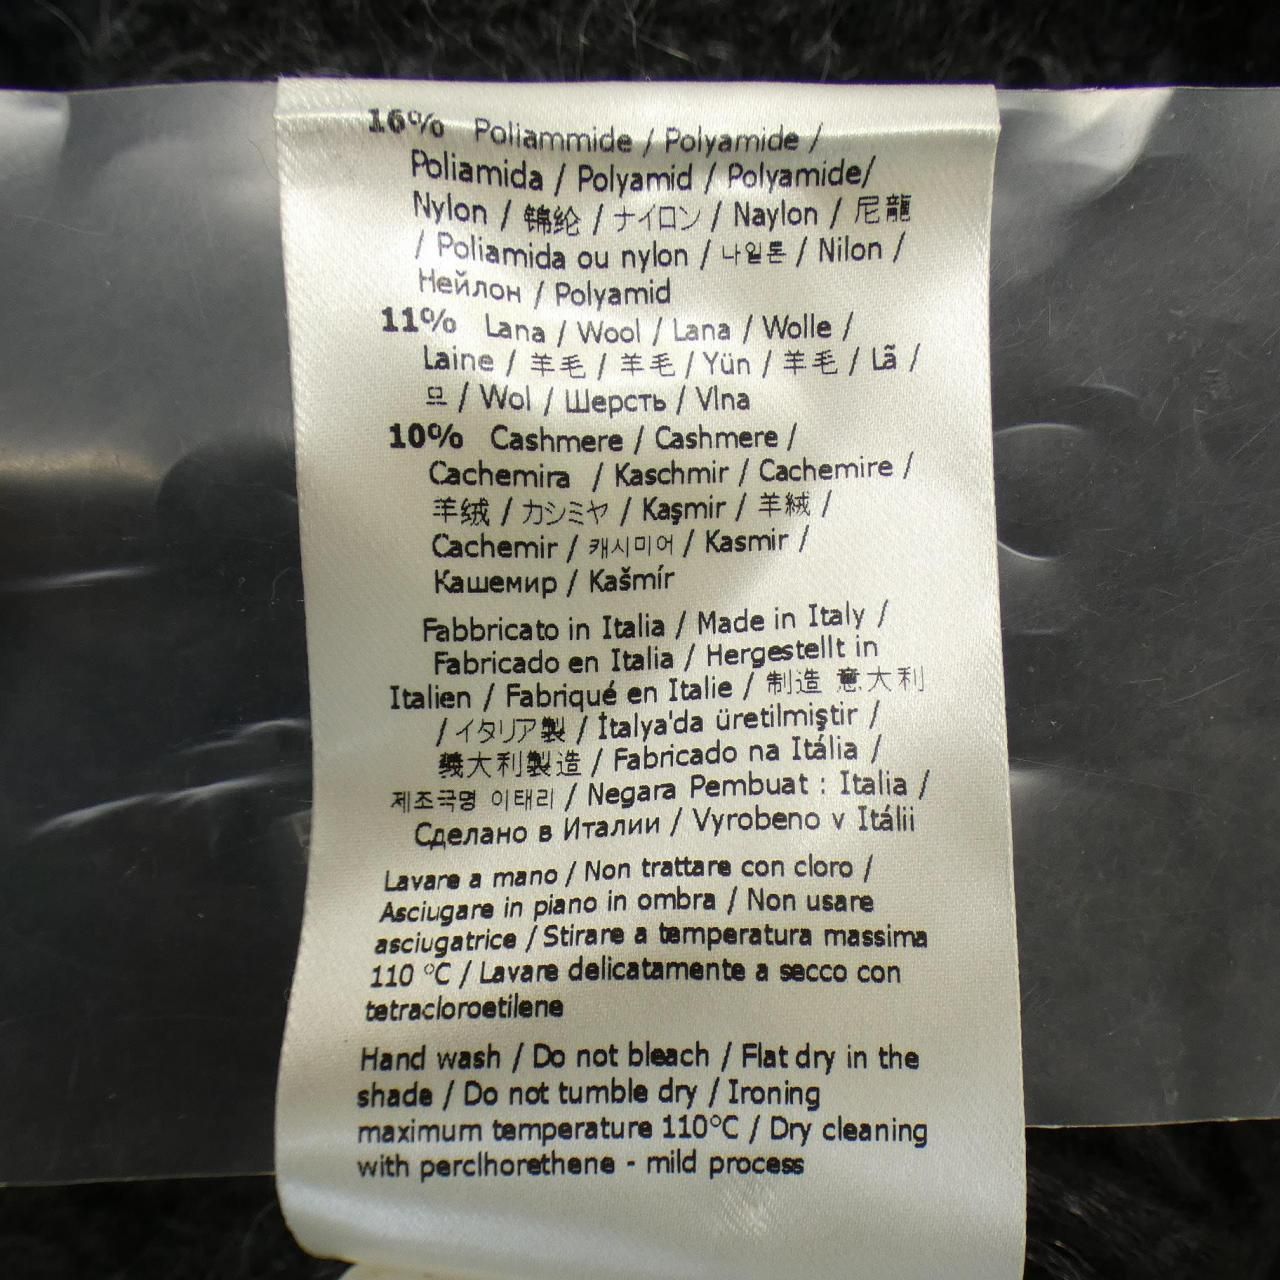 16% Poliammide / Polyamide /
Poliamida / Polyamid / Polyamide/
Nylon / 锦纶 / ナイロン / Naylon / 尼龍
/ Poliamida ou nylon / 나일론 / Nilon /
Нейлон / Polyamid
11% Lana / Wool / Lana / Wolle /
Laine / 羊毛 / 羊毛 / Yün / 羊毛 / Lã /
모 / Wol / Шерсть / Vlna
10% Cashmere / Cashmere /
Cachemira / Kaschmir / Cachemire /
羊绒 / カシミヤ / Kaşmir / 羊絨 /
Cachemir / 캐시미어 / Kasmir /
Кашемир / Kašmír
Fabbricato in Italia / Made in Italy /
Fabricado en Italia / Hergestellt in
Italien / Fabriqué en Italie / 制造 意大利
/ イタリア製 / İtalya'da üretilmiştir /
義大利製造 / Fabricado na Itália /
제조국명 이태리 / Negara Pembuat : Italia /
Сделано в Италии / Vyrobeno v Itálii
Lavare a mano / Non trattare con cloro /
Asciugare in piano in ombra / Non usare
asciugatrice / Stirare a temperatura massima
110 °C / Lavare delicatamente a secco con
tetracloroetilene
Hand wash / Do not bleach / Flat dry in the
shade / Do not tumble dry / Ironing
maximum temperature 110°C / Dry cleaning
with perclhorethene - mild process